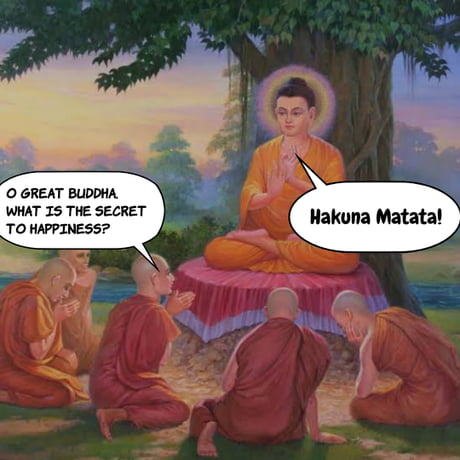 O GREAT BUDDHA,
WHAT IS THE SECRET
TO HAPPINESS?
Hakuna Matata!